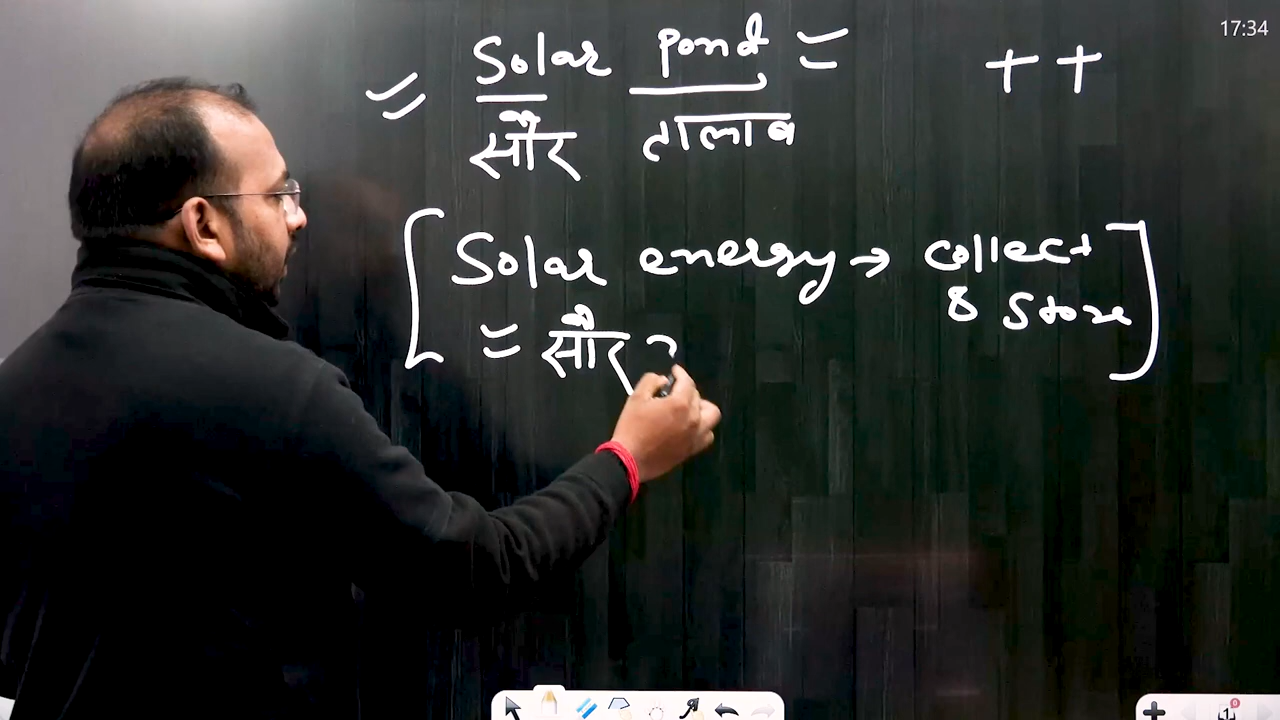 17:34
= Solar pond = ++
सौर तालाब
[ Solar energy → collect
& Store ]
= सौर